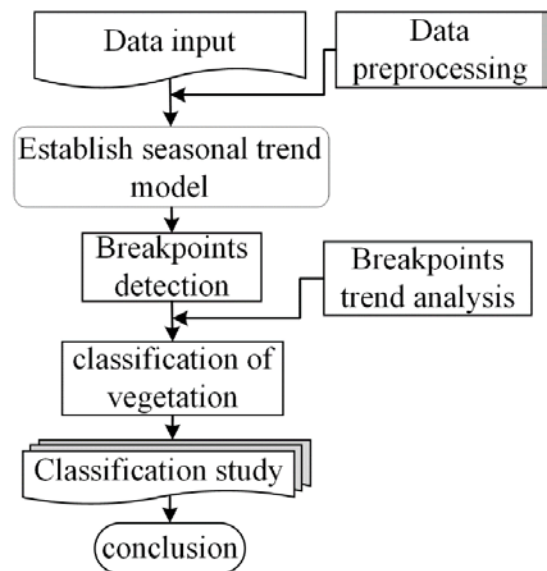 Data input
Data
preprocessing
Establish seasonal trend
model
Breakpoints
detection
Breakpoints
trend analysis
classification of
vegetation
Classification study
conclusion